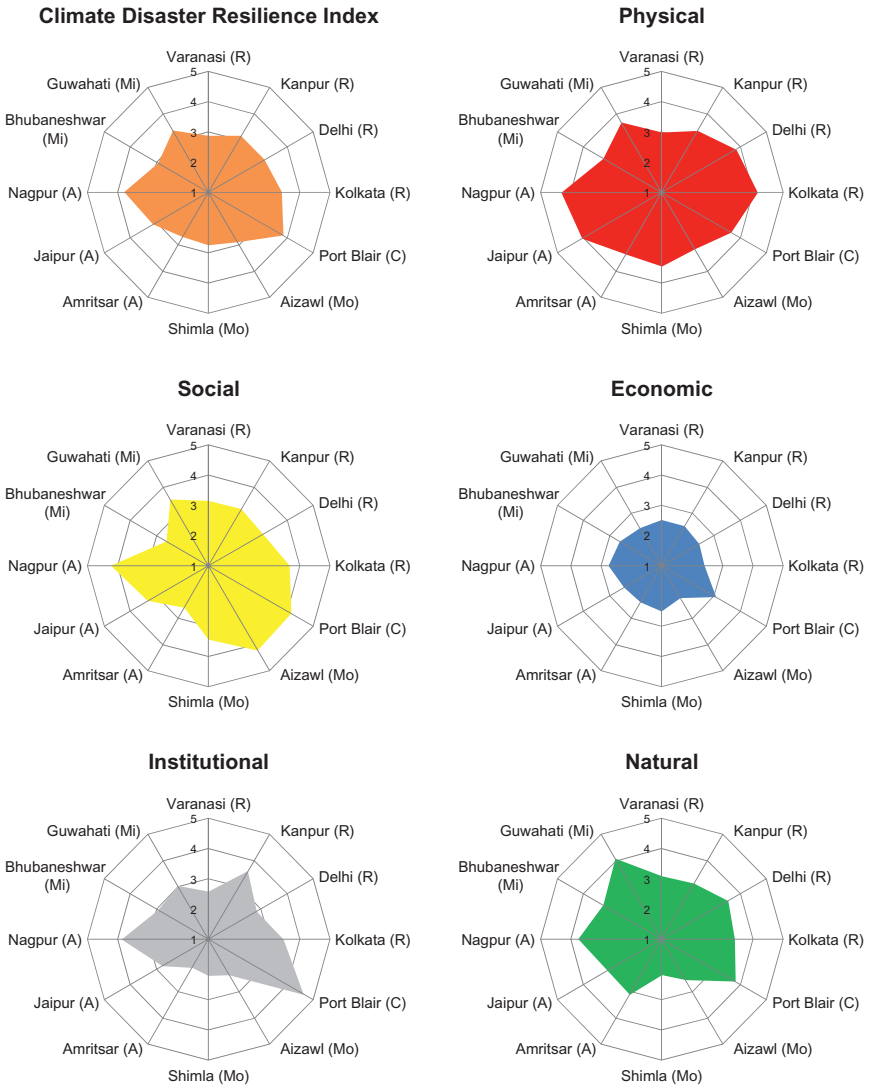 Climate Disaster Resilience Index
Varanasi (R)
5
Guwahati (Mi)
Kanpur (R)
4
Bhubaneshwar
(Mi)
Delhi (R)
3
2
Nagpur (A)
1
Kolkata (R)
Jaipur (A)
Port Blair (C)
Amritsar (A)
Aizawl (Mo)
Shimla (Mo)
Physical
Varanasi (R)
5
Guwahati (Mi)
Kanpur (R)
4
Bhubaneshwar
(Mi)
Delhi (R)
3
2
Nagpur (A)
1
Kolkata (R)
Jaipur (A)
Port Blair (C)
Amritsar (A)
Aizawl (Mo)
Shimla (Mo)
Social
Varanasi (R)
5
Guwahati (Mi)
Kanpur (R)
4
Bhubaneshwar
(Mi)
Delhi (R)
3
2
Nagpur (A)
1
Kolkata (R)
Jaipur (A)
Port Blair (C)
Amritsar (A)
Aizawl (Mo)
Shimla (Mo)
Economic
Varanasi (R)
5
Guwahati (Mi)
Kanpur (R)
4
Bhubaneshwar
(Mi)
Delhi (R)
3
2
Nagpur (A)
1
Kolkata (R)
Jaipur (A)
Port Blair (C)
Amritsar (A)
Aizawl (Mo)
Shimla (Mo)
Institutional
Varanasi (R)
5
Guwahati (Mi)
Kanpur (R)
4
Bhubaneshwar
(Mi)
Delhi (R)
3
2
Nagpur (A)
1
Kolkata (R)
Jaipur (A)
Port Blair (C)
Amritsar (A)
Aizawl (Mo)
Shimla (Mo)
Natural
Varanasi (R)
5
Guwahati (Mi)
Kanpur (R)
4
Bhubaneshwar
(Mi)
Delhi (R)
3
2
Nagpur (A)
1
Kolkata (R)
Jaipur (A)
Port Blair (C)
Amritsar (A)
Aizawl (Mo)
Shimla (Mo)